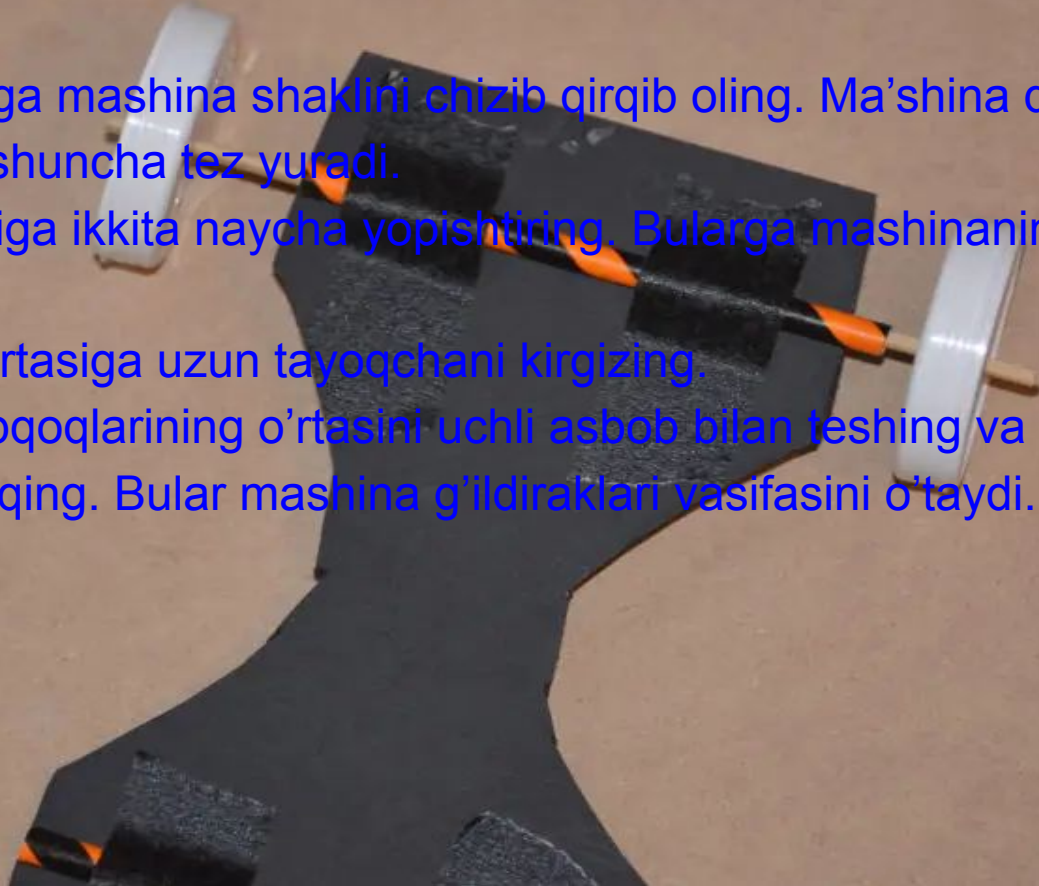 ga mashina shaklini chizib qirqib oling. Ma’shina
shuncha tez yuradi.
iga ikkita naycha yopishtiring. Bularga mashinanin
rtasiga uzun tayoqchani kirgizing.
oqoqlarining o’rtasini uchli asbob bilan teshing va
qing. Bular mashina g’ildiraklari vasifasini o’taydi.